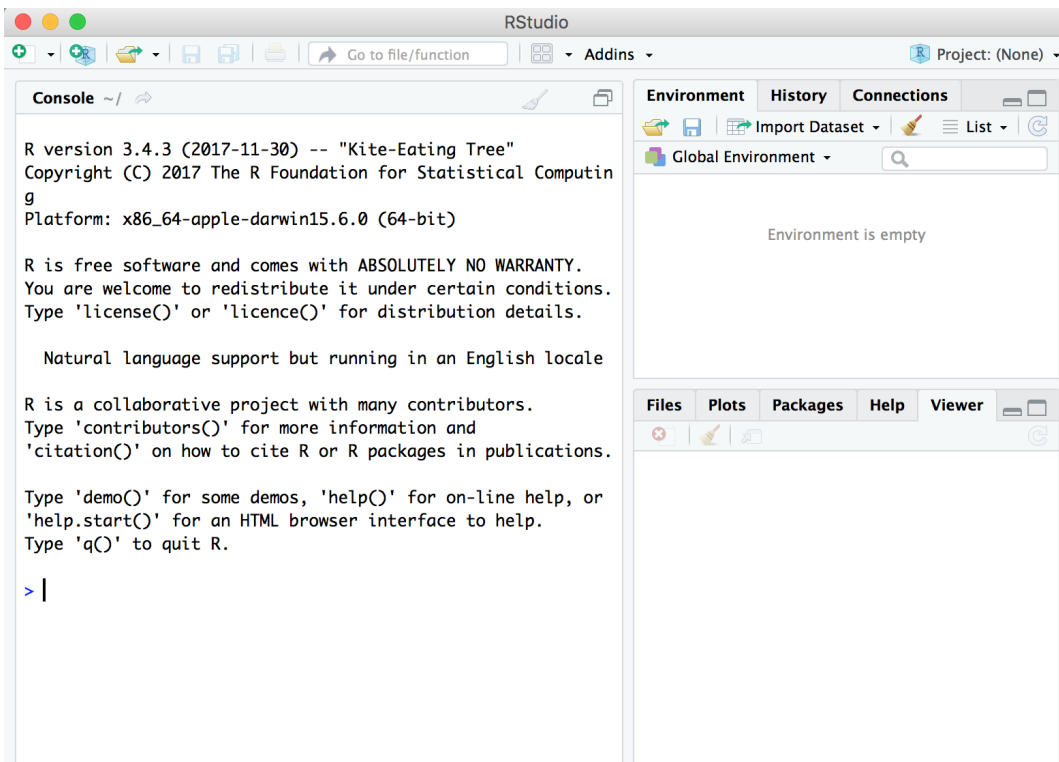 RStudio
Go to file/function Addins R Project: (None)
Console ~/
R version 3.4.3 (2017-11-30) -- "Kite-Eating Tree"
Copyright (C) 2017 The R Foundation for Statistical Computin
g
Platform: x86_64-apple-darwin15.6.0 (64-bit)
R is free software and comes with ABSOLUTELY NO WARRANTY.
You are welcome to redistribute it under certain conditions.
Type 'license()' or 'licence()' for distribution details.
Natural language support but running in an English locale
R is a collaborative project with many contributors.
Type 'contributors()' for more information and
'citation()' on how to cite R or R packages in publications.
Type 'demo()' for some demos, 'help()' for on-line help, or
'help.start()' for an HTML browser interface to help.
Type 'q()' to quit R.
>
Environment History Connections
Import Dataset List
Global Environment
Environment is empty
Files Plots Packages Help Viewer